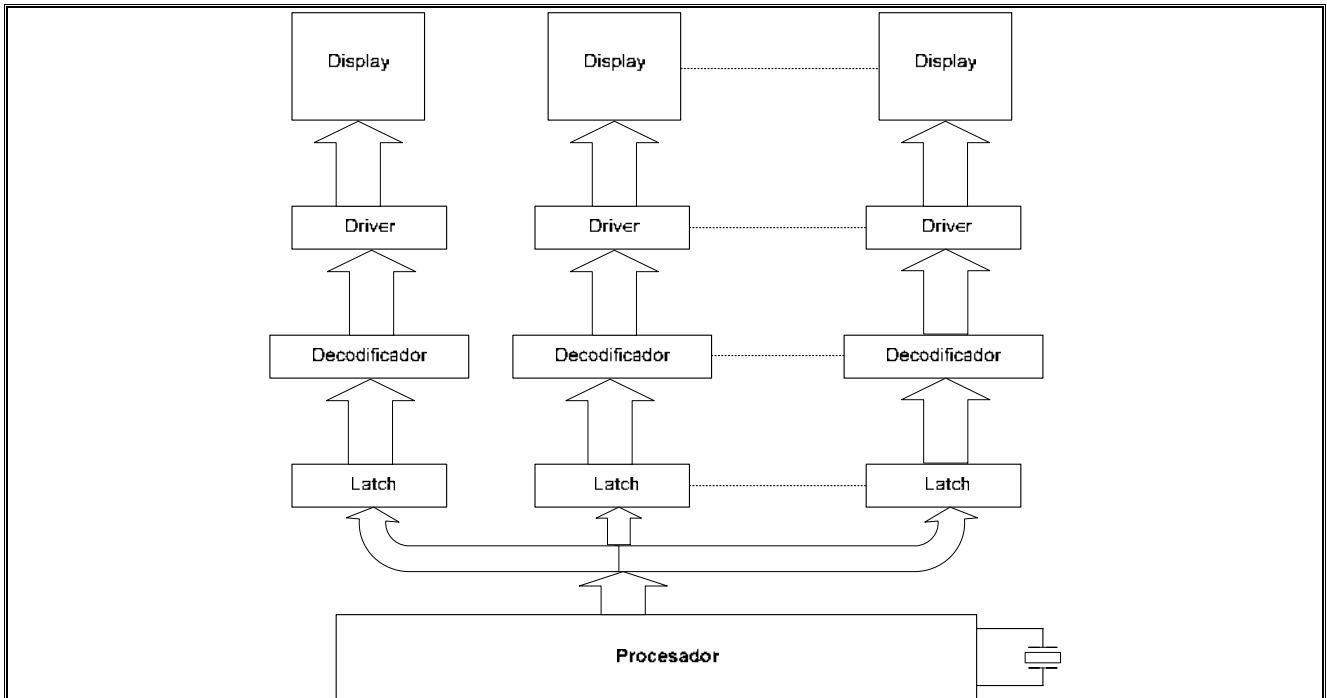 Display Display Display
Driver Driver Driver
Decodificador Decodificador Decodificador
Latch Latch Latch
Procesador